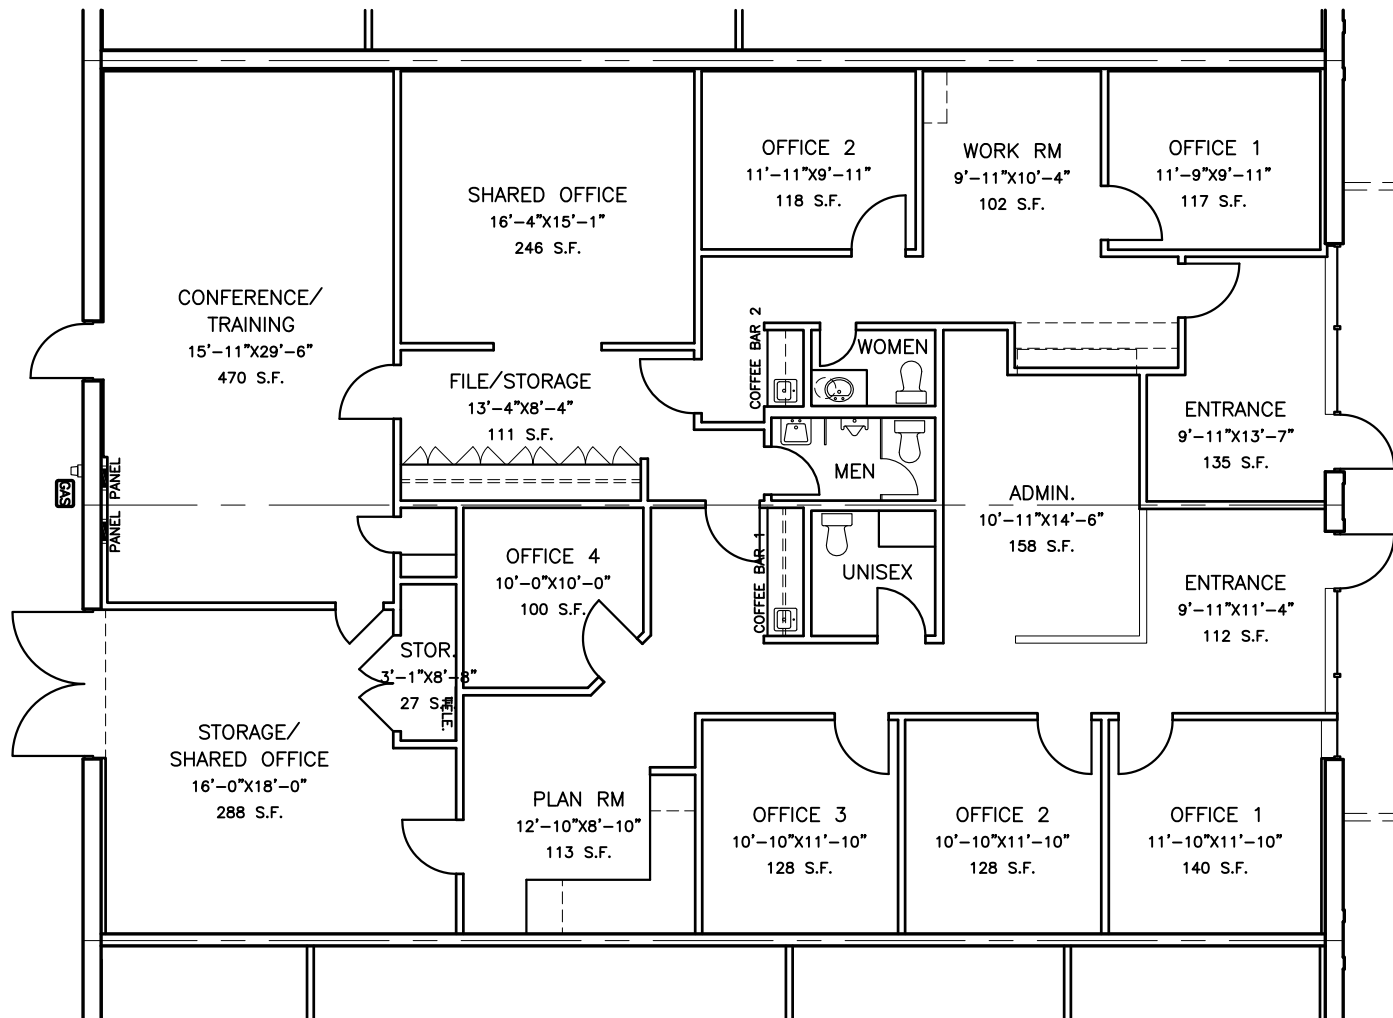 OFFICE 2
11'-11"X9'-11"
118 S.F.
WORK RM
9'-11"X10'-4"
102 S.F.
OFFICE 1
11'-9"X9'-11"
117 S.F.
SHARED OFFICE
16'-4"X15'-1"
246 S.F.
CONFERENCE/
TRAINING
15'-11"X29'-6"
470 S.F.
COFFEE BAR 2
WOMEN
FILE/STORAGE
13'-4"X8'-4"
111 S.F.
ENTRANCE
9'-11"X13'-7"
135 S.F.
MEN
GAS
PANEL
PANEL
ADMIN.
10'-11"X14'-6"
158 S.F.
OFFICE 4
10'-0"X10'-0"
100 S.F.
COFFEE BAR 1
UNISEX
ENTRANCE
9'-11"X11'-4"
112 S.F.
STOR.
3'-1"X8'-8"
27 S.F.
TELE.
STORAGE/
SHARED OFFICE
16'-0"X18'-0"
288 S.F.
PLAN RM
12'-10"X8'-10"
113 S.F.
OFFICE 3
10'-10"X11'-10"
128 S.F.
OFFICE 2
10'-10"X11'-10"
128 S.F.
OFFICE 1
11'-10"X11'-10"
140 S.F.